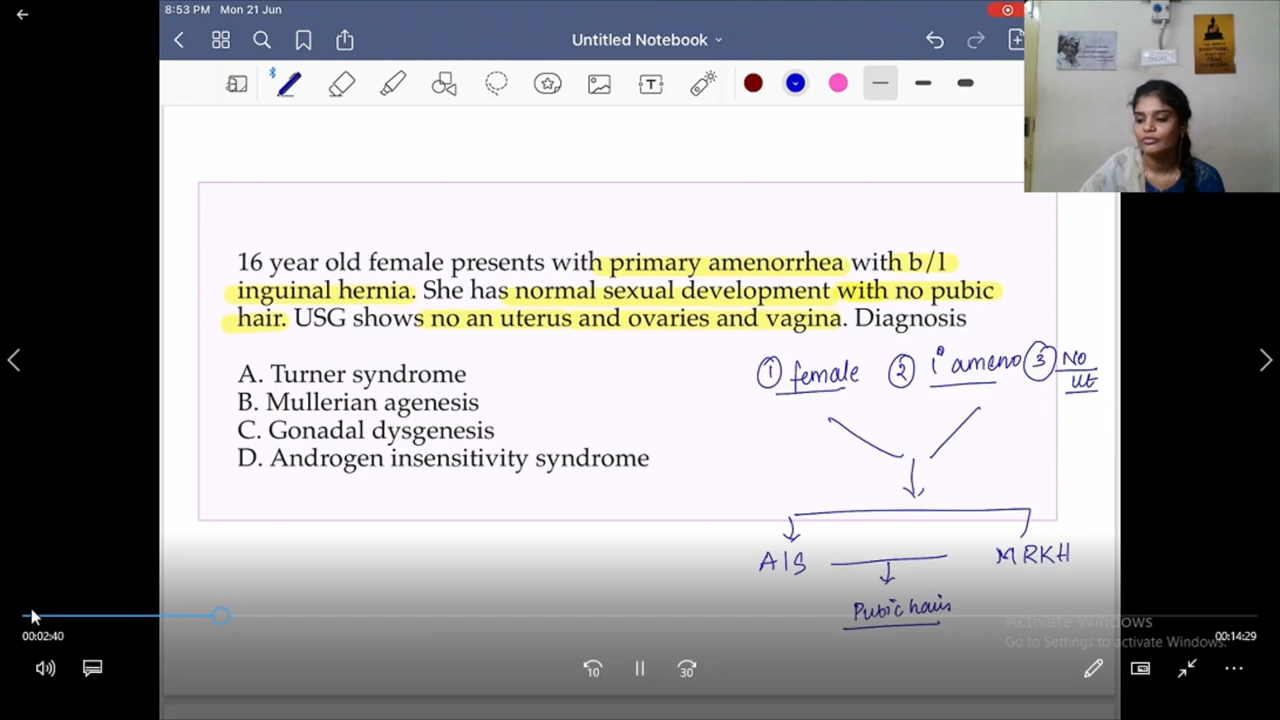 8:53 PM Mon 21 Jun
Untitled Notebook
16 year old female presents with primary amenorrhea with b/l
inguinal hernia. She has normal sexual development with no pubic
hair. USG shows no an uterus and ovaries and vagina. Diagnosis
A. Turner syndrome
B. Mullerian agenesis
C. Gonadal dysgenesis
D. Androgen insensitivity syndrome
① female ② 1° ameno ③ No
ut
AIS MRKH
Pubic hair
Activate Windows
Go to Settings to activate Windows.
00:02:40
00:14:29
10
30